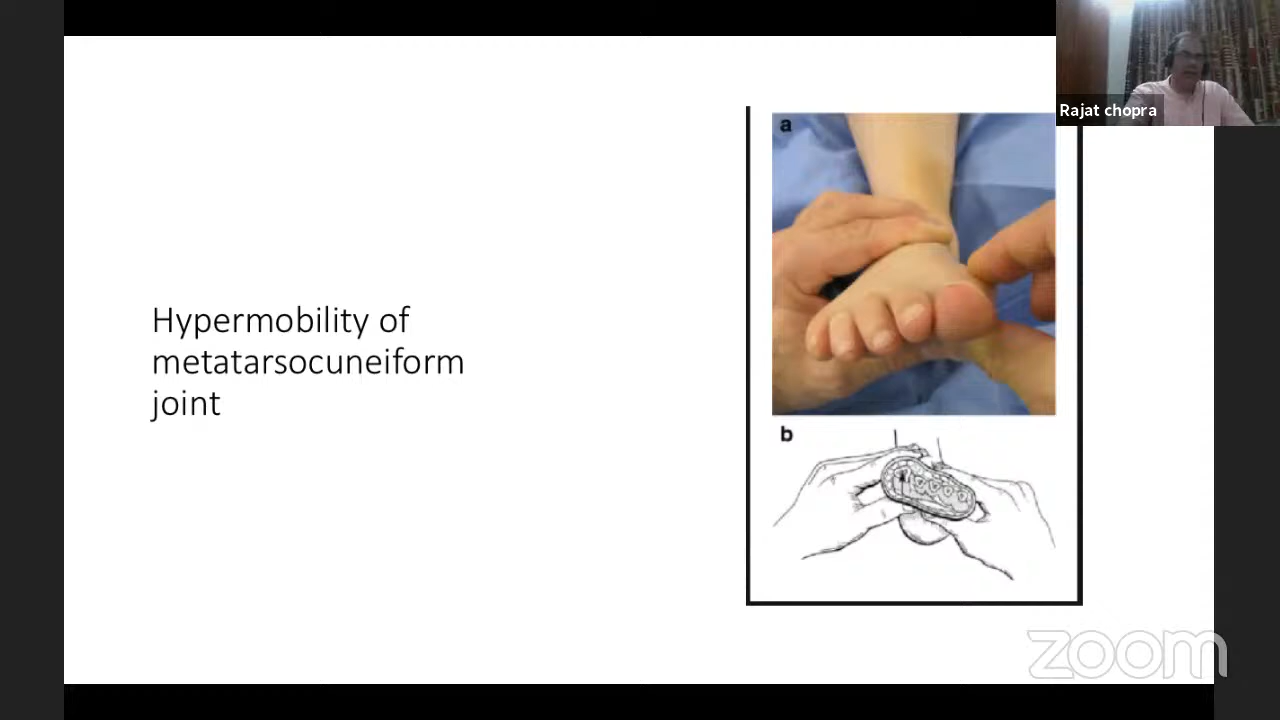 Rajat chopra
a
Hypermobility of
metatarsocuneiform
joint
b
zoom